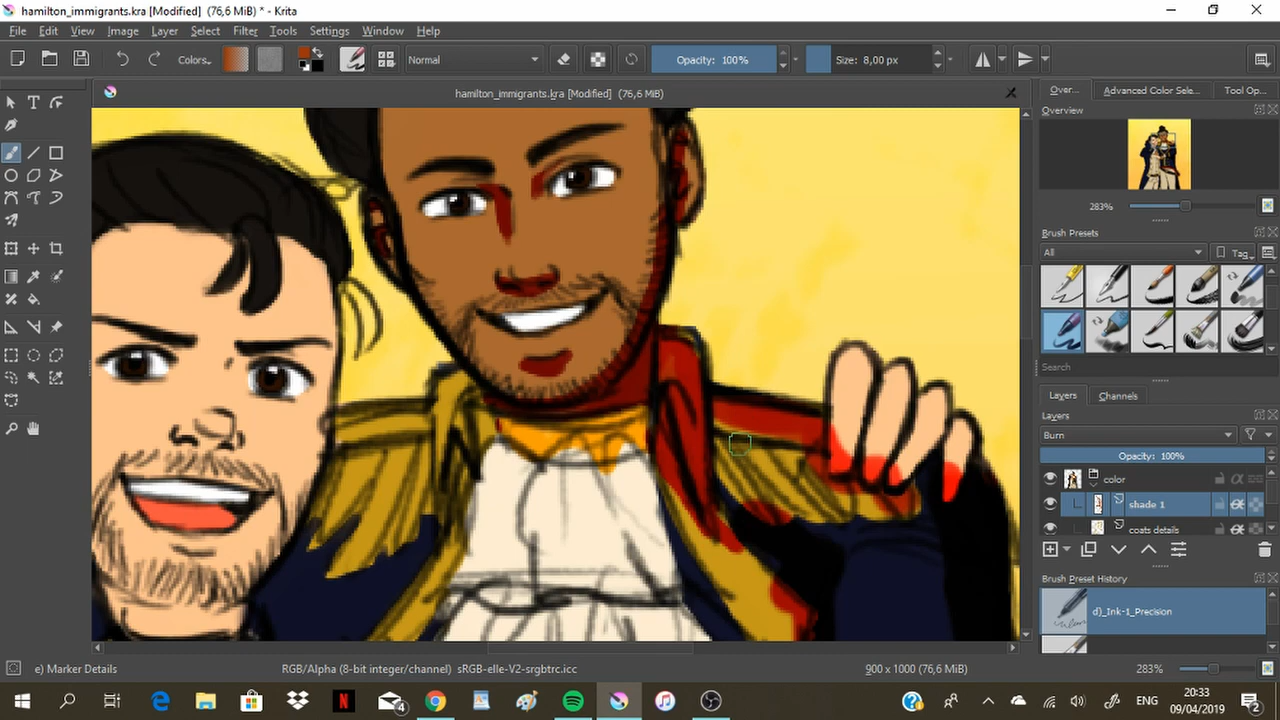 hamilton_immigrants.kra [Modified] (76,6 MiB) * - Krita
File Edit View Image Layer Select Filter Tools Settings Window Help
Colors.. Normal Opacity: 100% Size: 8,00 px
hamilton_immigrants.kra [Modified] (76,6 MiB)
Over... Advanced Color Sele... Tool Op...
Overview
283%
Brush Presets
All Tag
Search
Layers Channels
Layers
Burn
Opacity: 100%
color
shade 1
coats details
Brush Preset History
d)_Ink-1_Precision
e) Marker Details RGB/Alpha (8-bit integer/channel) sRGB-elle-V2-srgbtrc.icc 900 x 1000 (76,6 MiB) 283%
4 ENG 20:33
09/04/2019 2